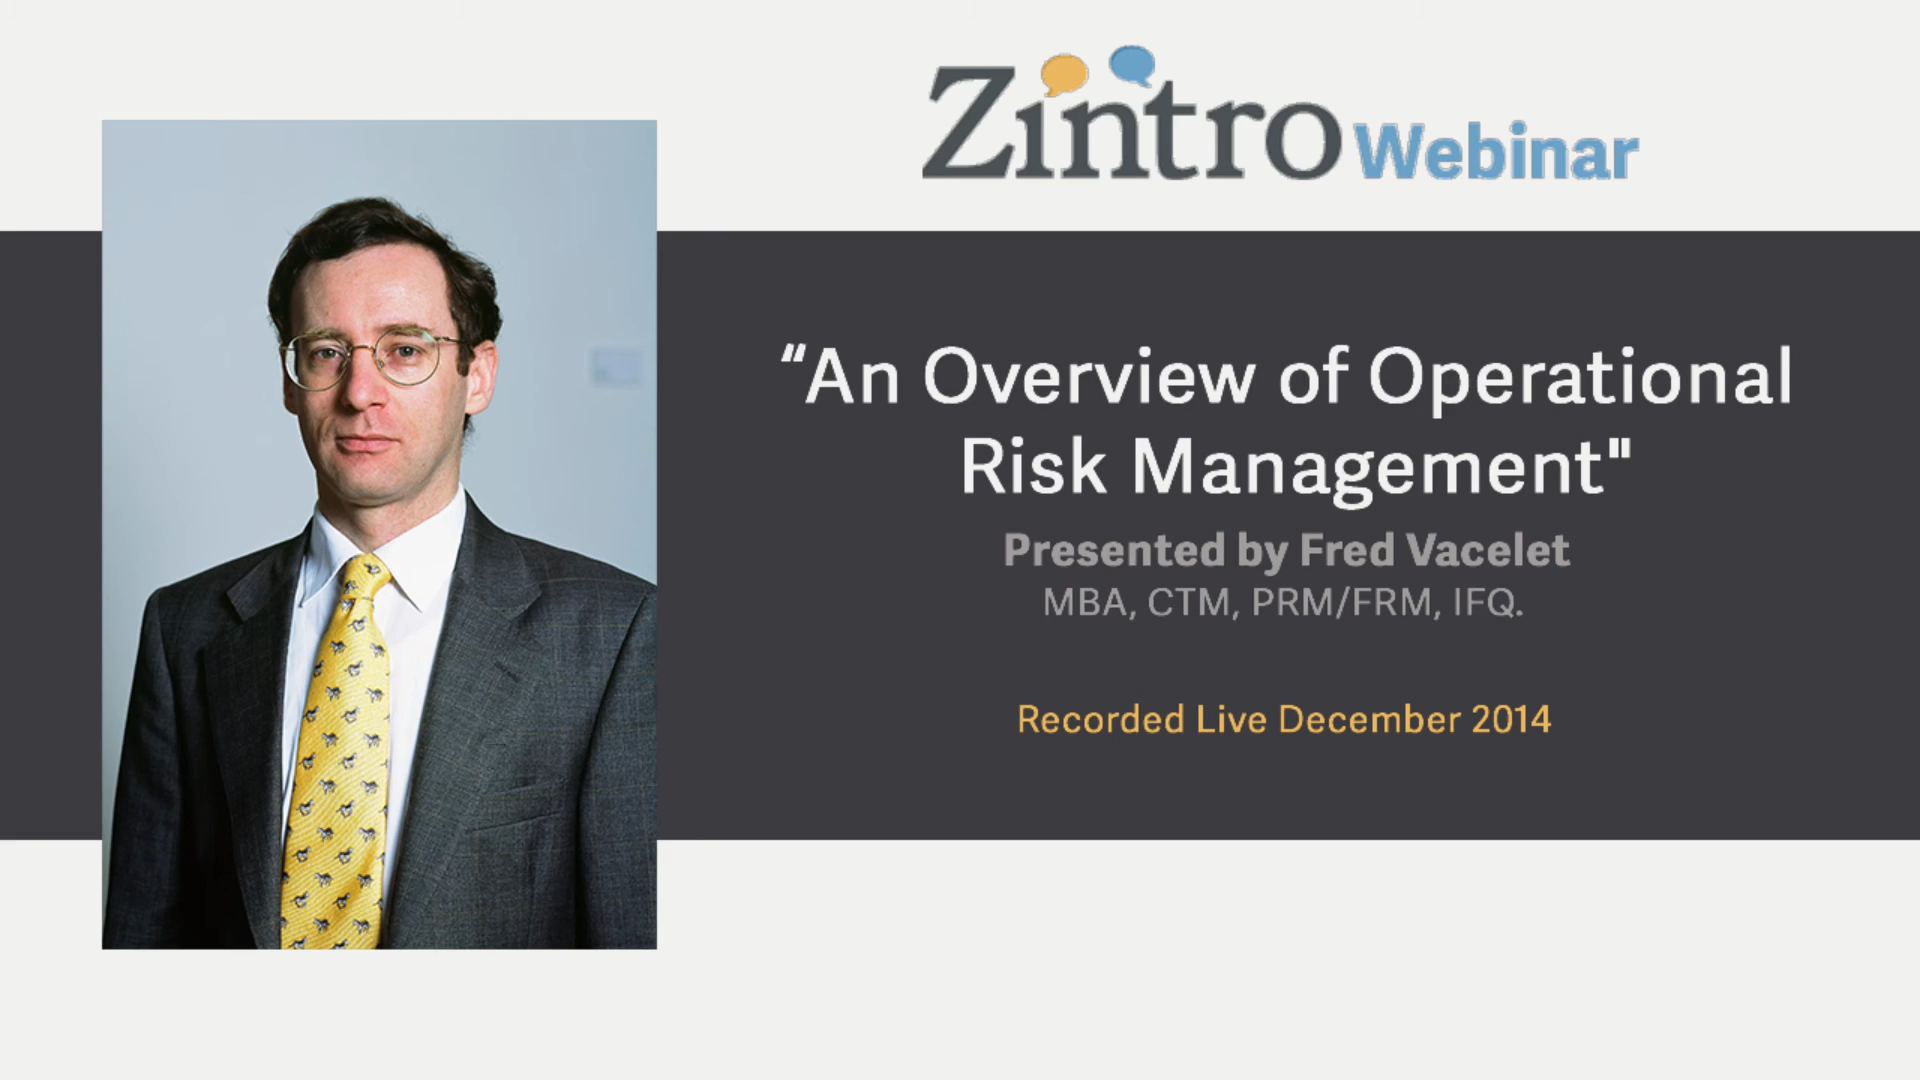 Zintro Webinar
“An Overview of Operational
Risk Management"
Presented by Fred Vacelet
MBA, CTM, PRM/FRM, IFQ.
Recorded Live December 2014